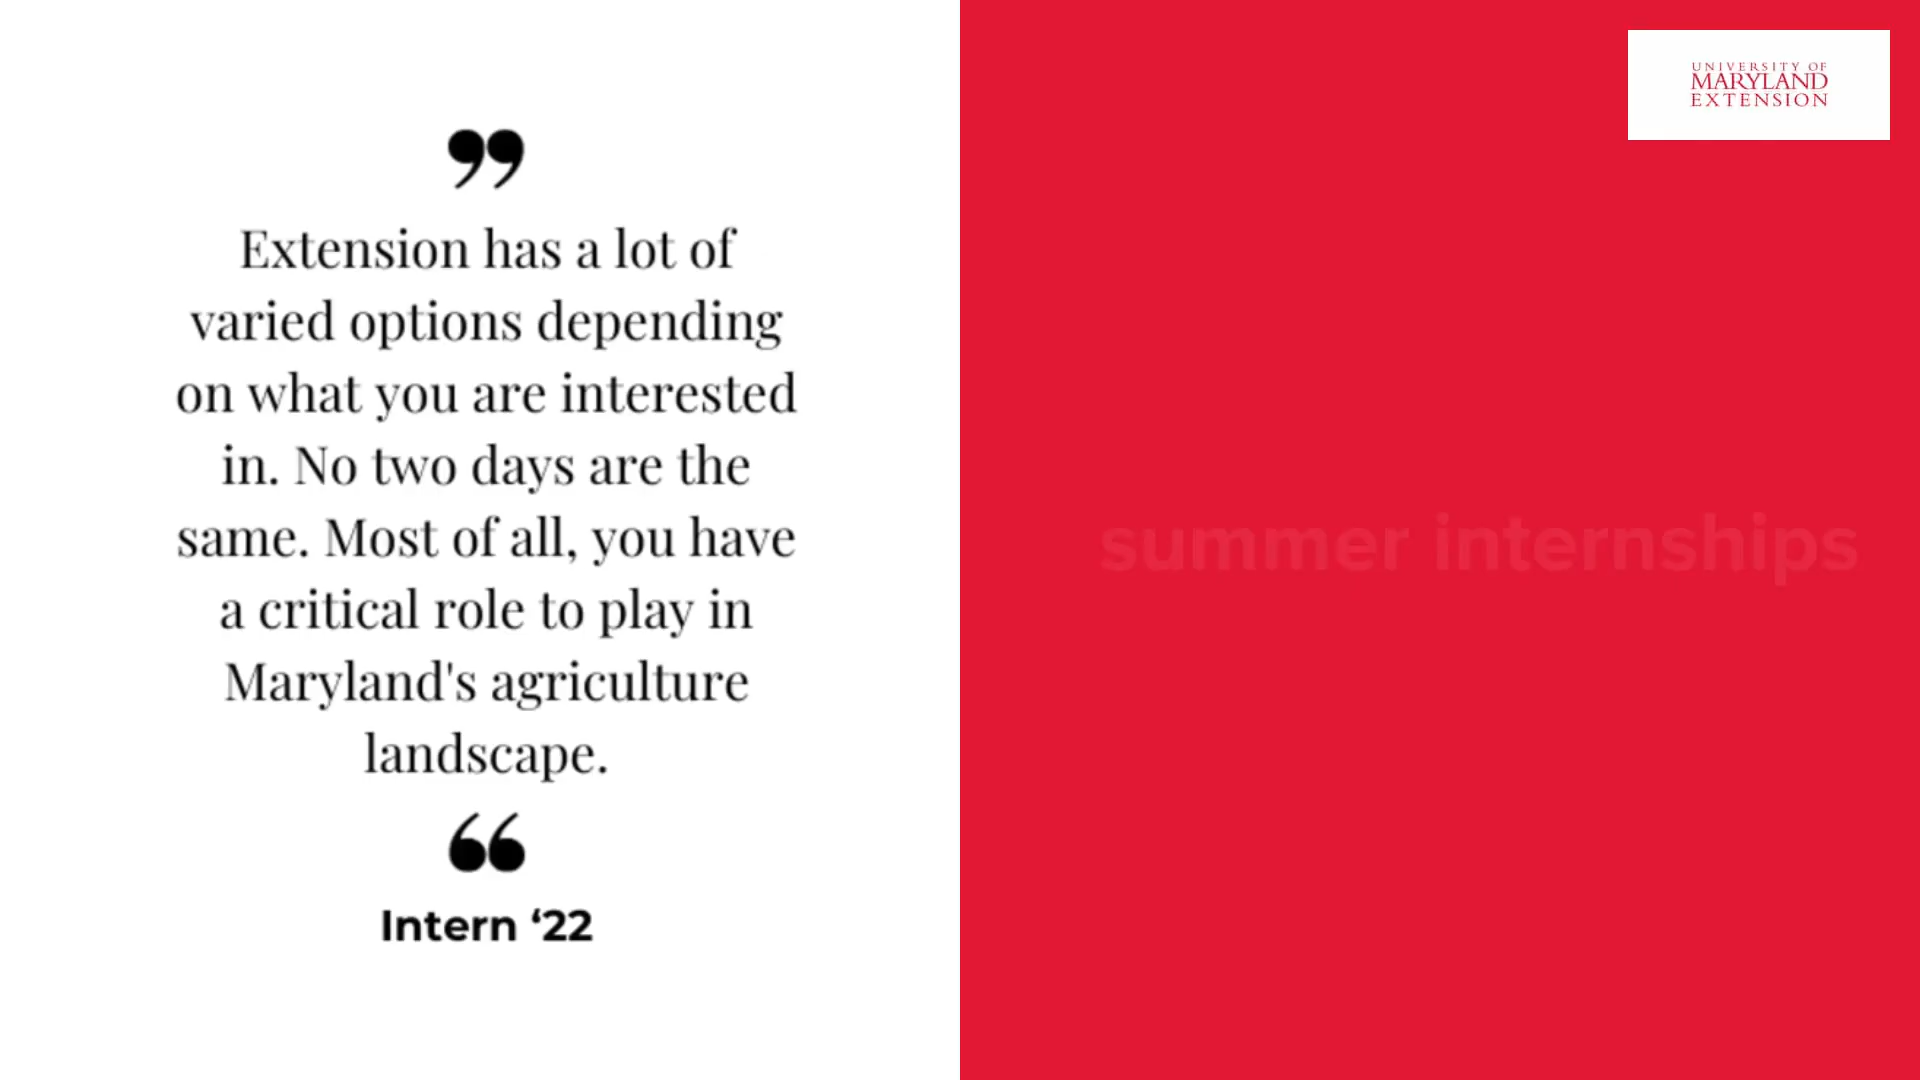 ”
Extension has a lot of
varied options depending
on what you are interested
in. No two days are the
same. Most of all, you have
a critical role to play in
Maryland's agriculture
landscape.
“
Intern ‘22
UNIVERSITY OF
MARYLAND
EXTENSION
summer internships